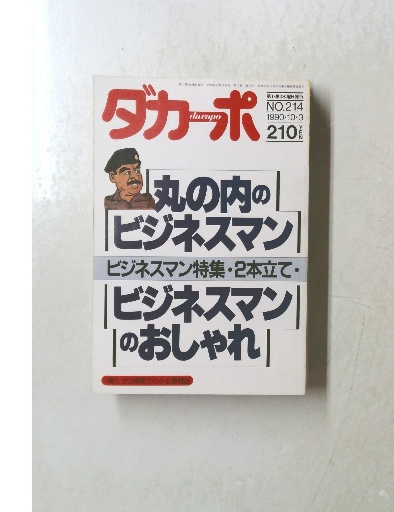 ダカーポ
dacapo
NO.214
1990・10・3
210 YEN
丸の内の
ビジネスマン
ビジネスマン特集・2本立て・
ビジネスマン
のおしゃれ